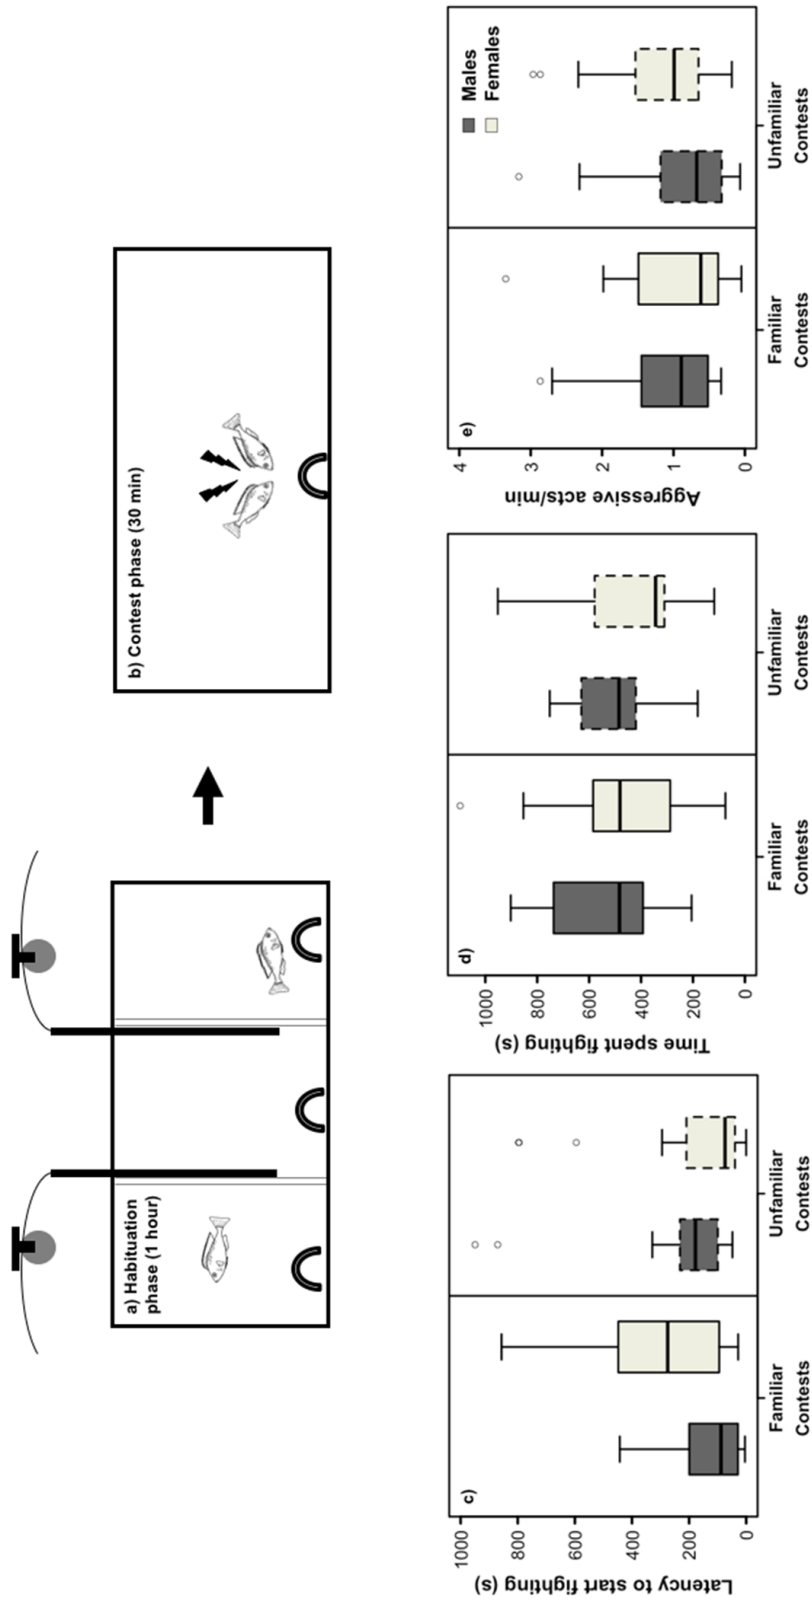 a) Habituation
phase (1 hour)
b) Contest phase (30 min)
c)
Latency to start fighting (s)
1000
800
600
400
200
0
Familiar
Contests
Unfamiliar
Contests
d)
Time spent fighting (s)
1000
800
600
400
200
0
Familiar
Contests
Unfamiliar
Contests
e)
Aggressive acts/min
4
3
2
1
0
Males
Females
Familiar
Contests
Unfamiliar
Contests